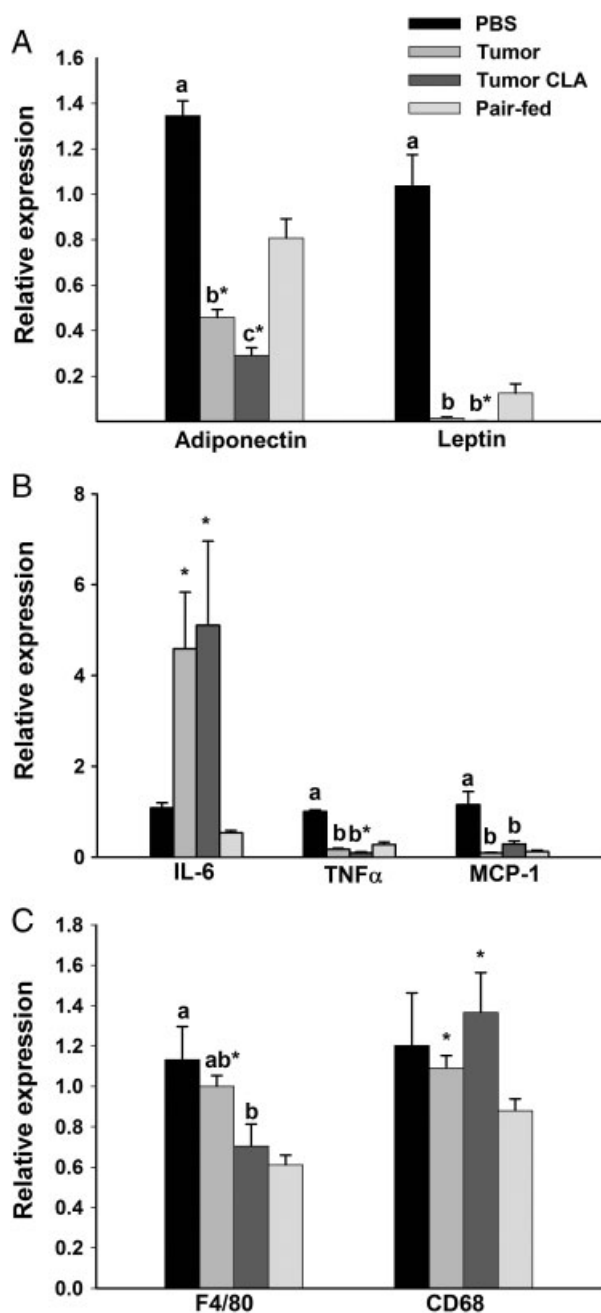 A
PBS
Tumor
Tumor CLA
Pair-fed
Relative expression
1.6
1.4
1.2
1.0
0.8
0.6
0.4
0.2
a
b*
c*
a
b
b*
Adiponectin
Leptin
B
Relative expression
8
6
4
2
0
*
*
a
b
b*
a
b
b
IL-6
TNFα
MCP-1
C
Relative expression
1.8
1.6
1.4
1.2
1.0
0.8
0.6
0.4
0.2
0.0
a
ab*
b
*
*
F4/80
CD68